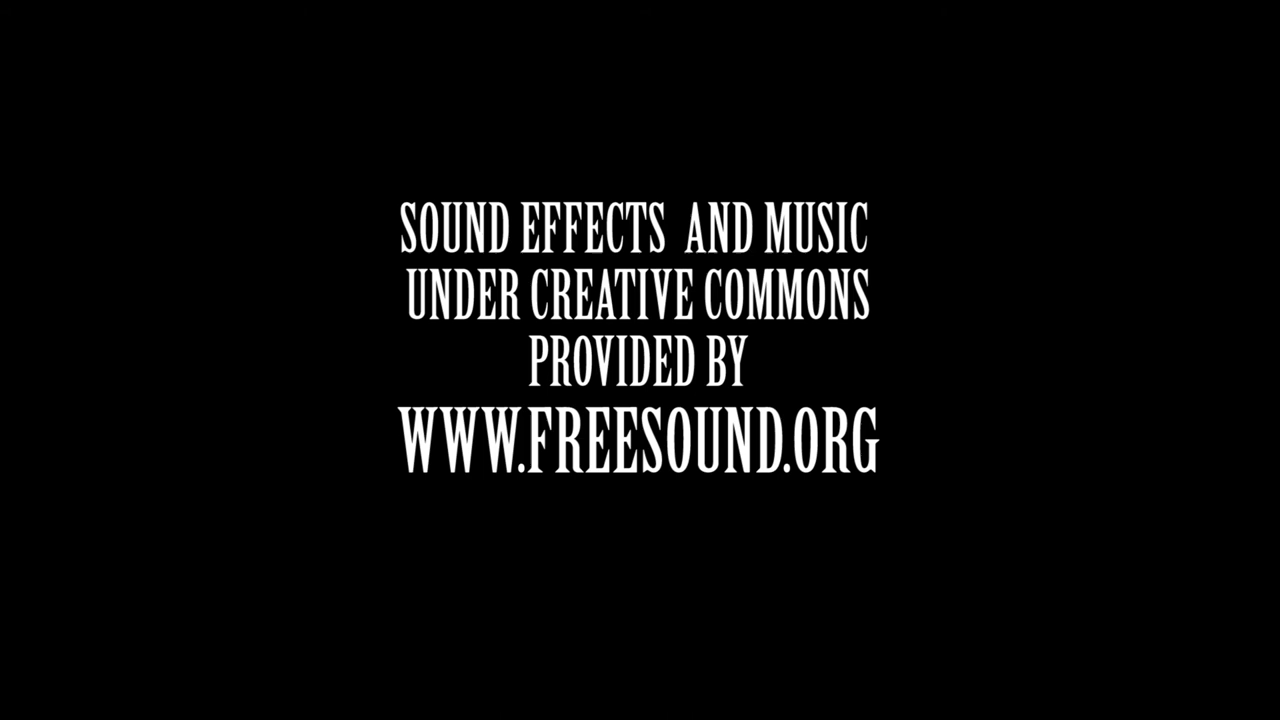 SOUND EFFECTS AND MUSIC
UNDER CREATIVE COMMONS
PROVIDED BY
WWW.FREESOUND.ORG